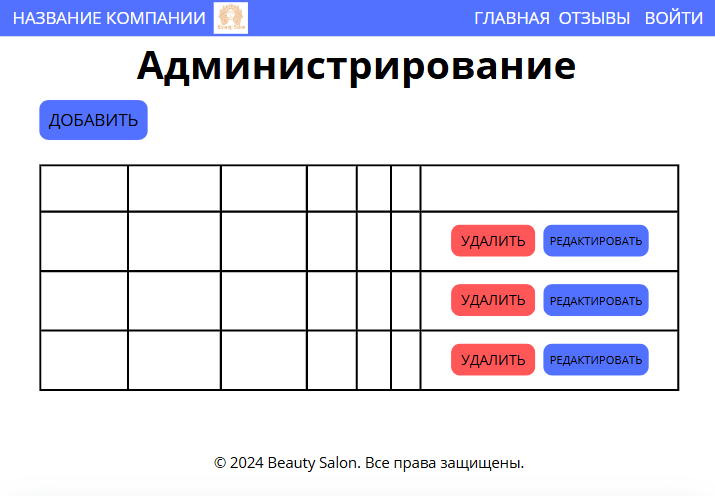 НАЗВАНИЕ КОМПАНИИ ГЛАВНАЯ ОТЗЫВЫ ВОЙТИ
Администрирование
ДОБАВИТЬ
УДАЛИТЬ РЕДАКТИРОВАТЬ
УДАЛИТЬ РЕДАКТИРОВАТЬ
УДАЛИТЬ РЕДАКТИРОВАТЬ
© 2024 Beauty Salon. Все права защищены.